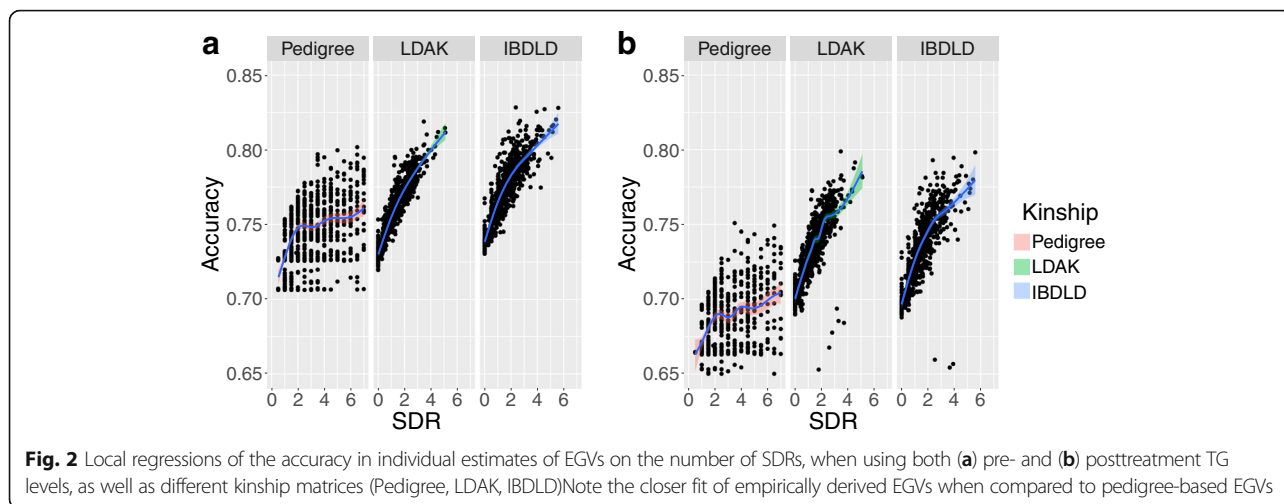 a
b
Pedigree
LDAK
IBDLD
Pedigree
LDAK
IBDLD
0.85
0.80
0.75
0.70
0.65
0.85
0.80
0.75
0.70
0.65
Accuracy
Accuracy
0 2 4 6 0 2 4 6 0 2 4 6
0 2 4 6 0 2 4 6 0 2 4 6
SDR
SDR
Kinship
Pedigree
LDAK
IBDLD
Fig. 2 Local regressions of the accuracy in individual estimates of EGVs on the number of SDRs, when using both (a) pre- and (b) posttreatment TG
levels, as well as different kinship matrices (Pedigree, LDAK, IBDLD)Note the closer fit of empirically derived EGVs when compared to pedigree-based EGVs